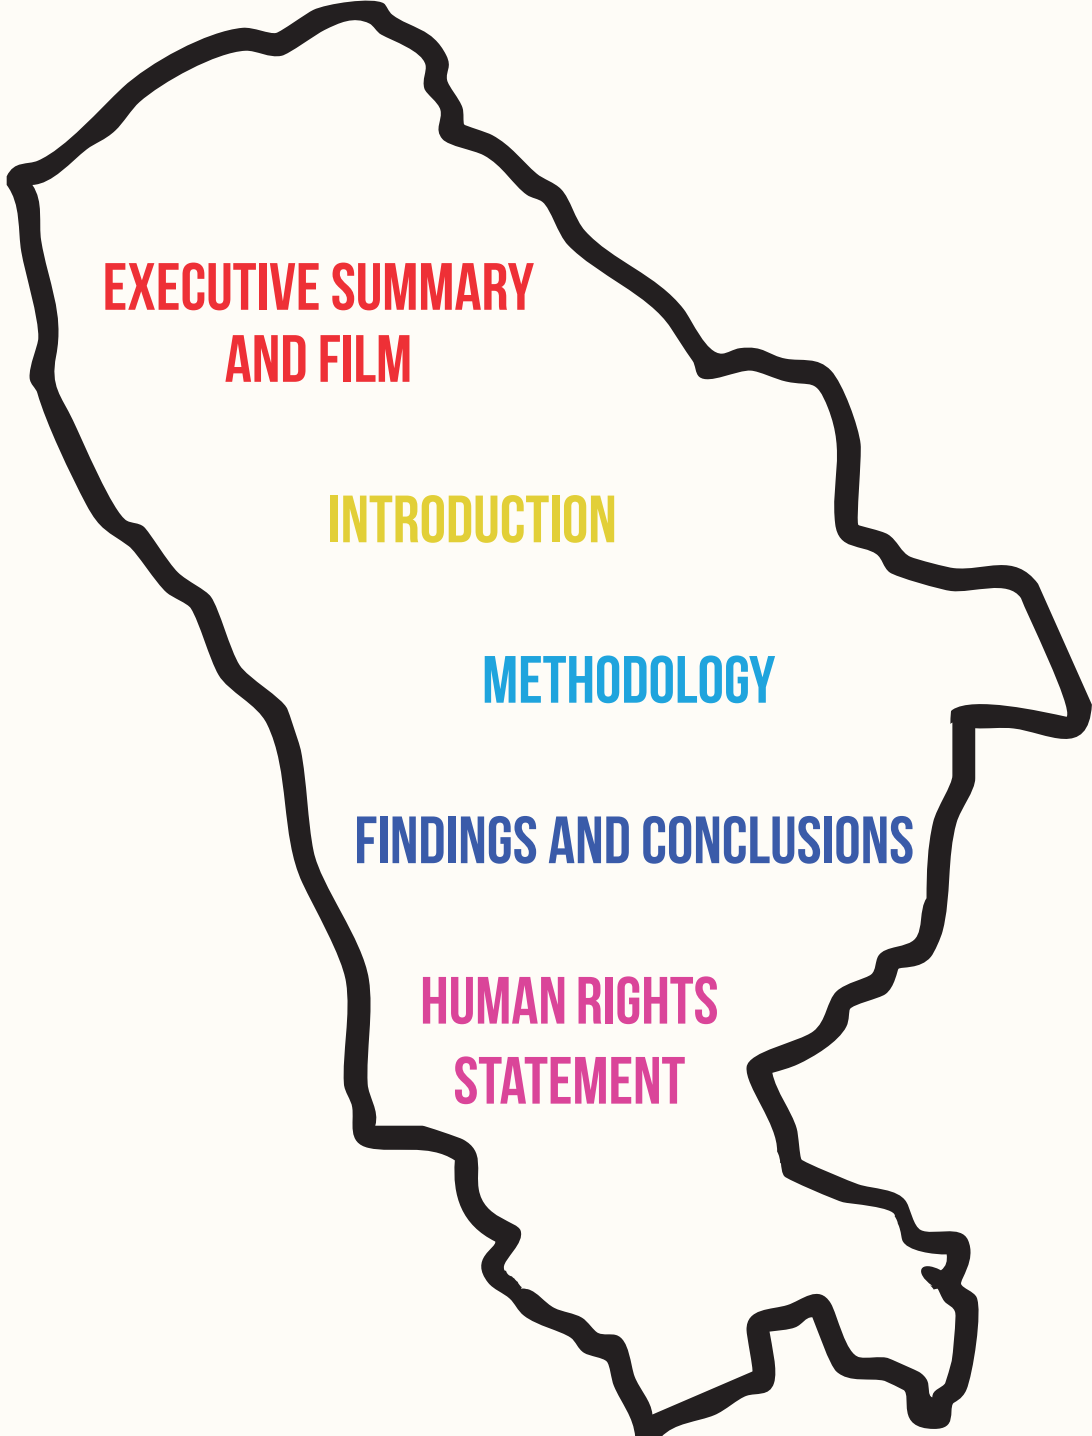 EXECUTIVE SUMMARY
AND FILM
INTRODUCTION
METHODOLOGY
FINDINGS AND CONCLUSIONS
HUMAN RIGHTS
STATEMENT